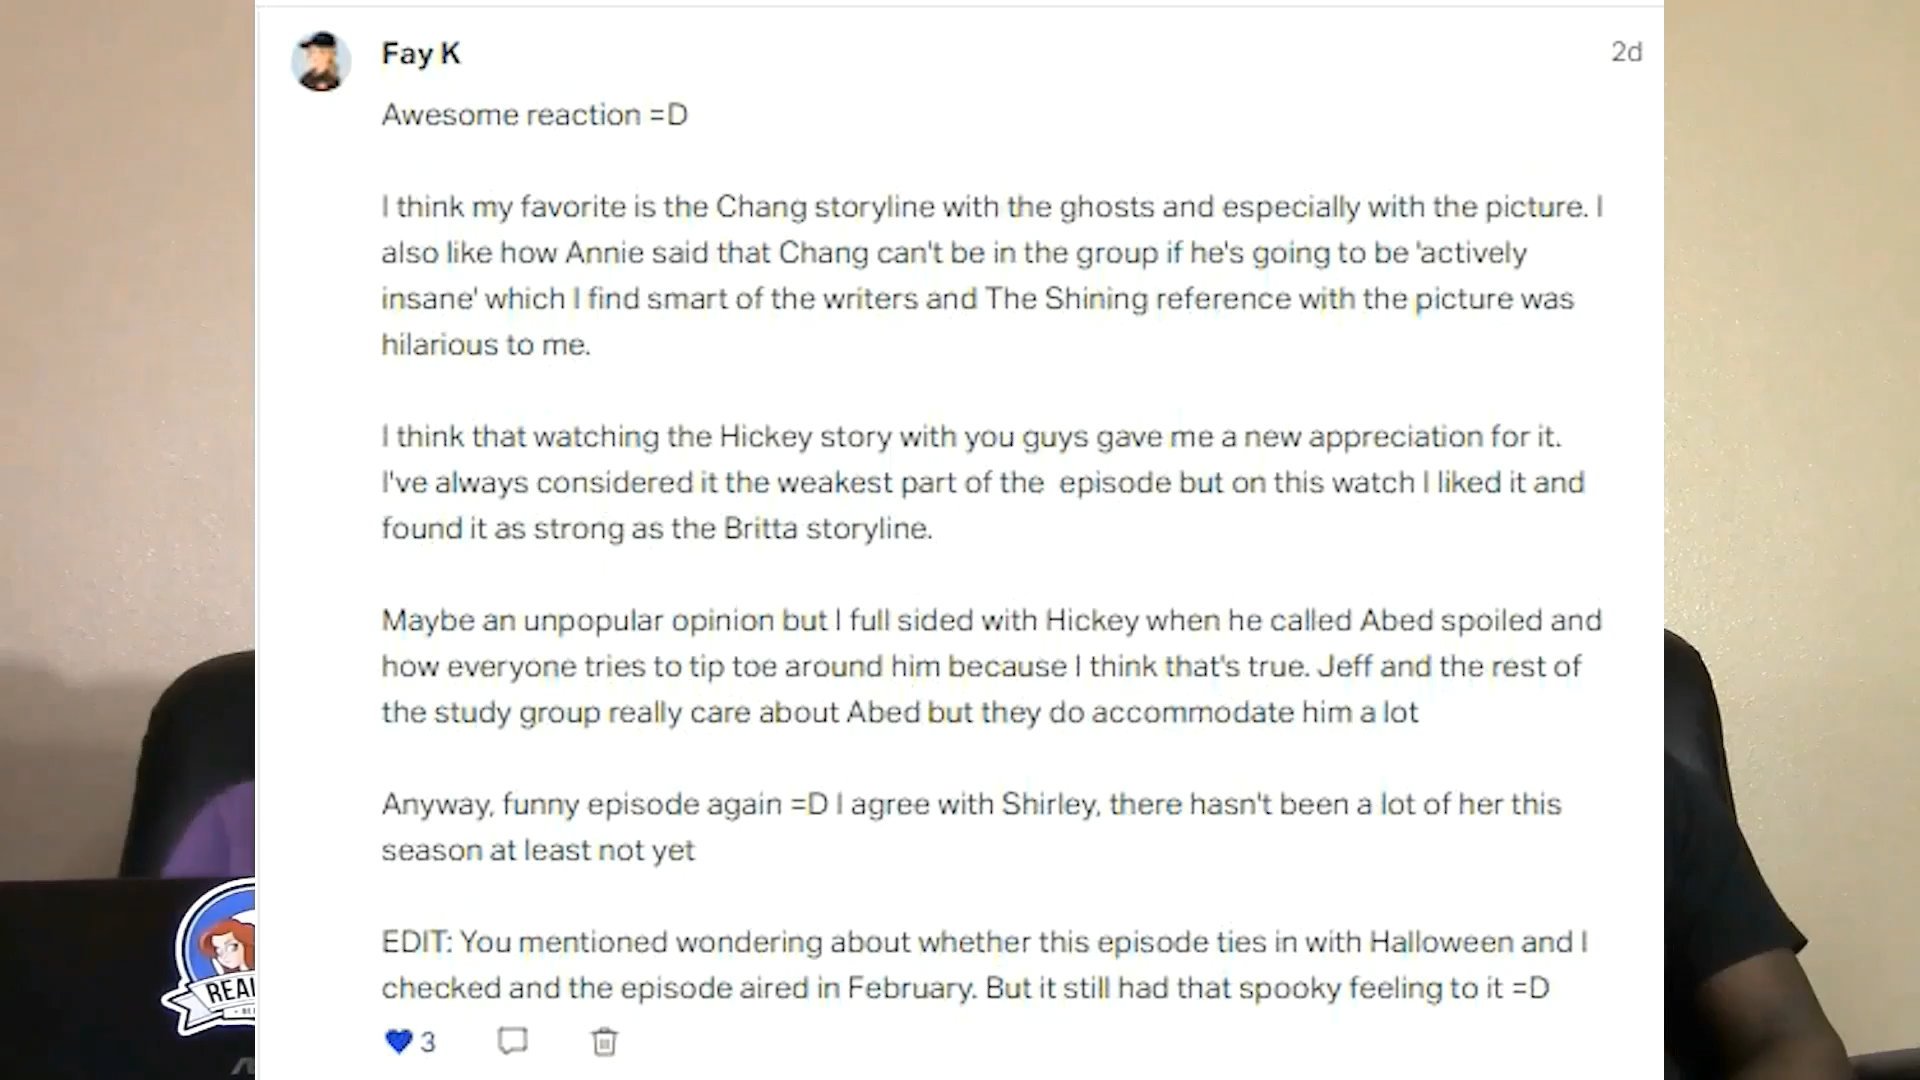 Fay K
2d
Awesome reaction =D
I think my favorite is the Chang storyline with the ghosts and especially with the picture. I
also like how Annie said that Chang can't be in the group if he's going to be 'actively
insane' which I find smart of the writers and The Shining reference with the picture was
hilarious to me.
I think that watching the Hickey story with you guys gave me a new appreciation for it.
I've always considered it the weakest part of the  episode but on this watch I liked it and
found it as strong as the Britta storyline.
Maybe an unpopular opinion but I full sided with Hickey when he called Abed spoiled and
how everyone tries to tip toe around him because I think that's true. Jeff and the rest of
the study group really care about Abed but they do accommodate him a lot
Anyway, funny episode again =D I agree with Shirley, there hasn't been a lot of her this
season at least not yet
EDIT: You mentioned wondering about whether this episode ties in with Halloween and I
checked and the episode aired in February. But it still had that spooky feeling to it =D
3
REAL